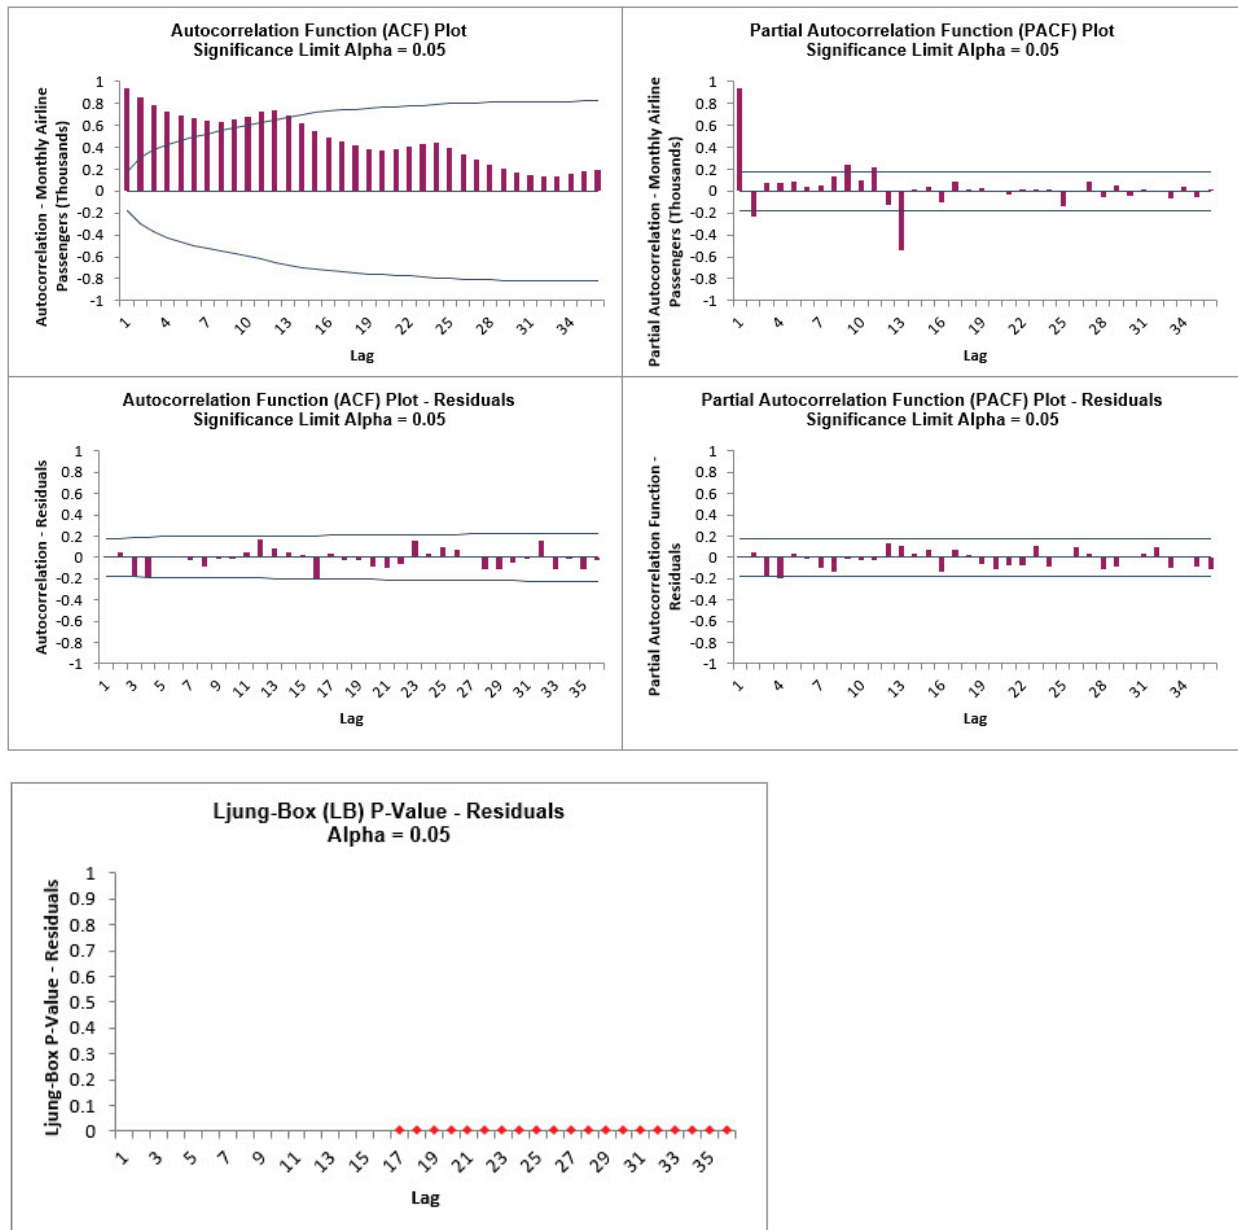 Autocorrelation Function (ACF) Plot
Significance Limit Alpha = 0.05
Autocorrelation - Monthly Airline
Passengers (Thousands)
1
0.8
0.6
0.4
0.2
0
-0.2
-0.4
-0.6
-0.8
-1
1 4 7 10 13 16 19 22 25 28 31 34
Lag
Partial Autocorrelation Function (PACF) Plot
Significance Limit Alpha = 0.05
Partial Autocorrelation - Monthly Airline
Passengers (Thousands)
1
0.8
0.6
0.4
0.2
0
-0.2
-0.4
-0.6
-0.8
-1
1 4 7 10 13 16 19 22 25 28 31 34
Lag
Autocorrelation Function (ACF) Plot - Residuals
Significance Limit Alpha = 0.05
Autocorrelation - Residuals
1
0.8
0.6
0.4
0.2
0
-0.2
-0.4
-0.6
-0.8
-1
1 3 5 7 9 11 13 15 17 19 21 23 25 27 29 31 33 35
Lag
Partial Autocorrelation Function (PACF) Plot - Residuals
Significance Limit Alpha = 0.05
Partial Autocorrelation Function -
Residuals
1
0.8
0.6
0.4
0.2
0
-0.2
-0.4
-0.6
-0.8
-1
1 4 7 10 13 16 19 22 25 28 31 34
Lag
Ljung-Box (LB) P-Value - Residuals
Alpha = 0.05
Ljung-Box P-Value - Residuals
1
0.9
0.8
0.7
0.6
0.5
0.4
0.3
0.2
0.1
0
1 3 5 7 9 11 13 15 17 19 21 23 25 27 29 31 33 35
Lag